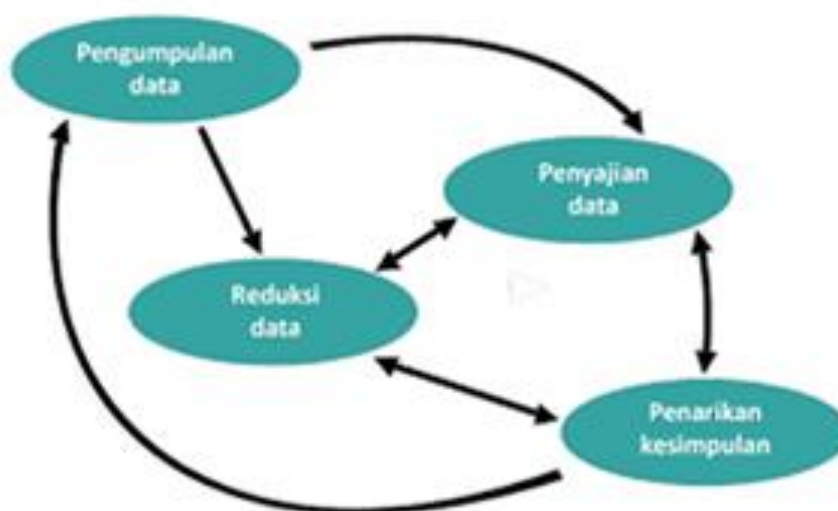 Pengumpulan
data
Penyajian
data
Reduksi
data
Penarikan
kesimpulan